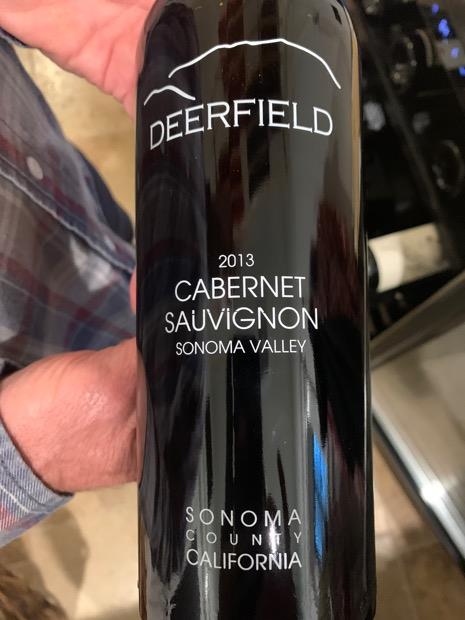 DEERFIELD
2013
CABERNET
SAUVIGNON
SONOMA VALLEY
SONOMA
COUNTY
CALIFORNIA